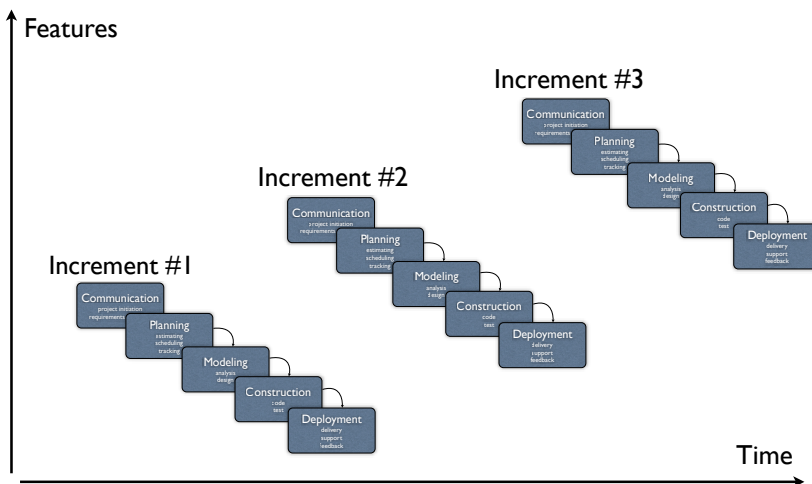 Features
Increment #3
Communication
project initiation
requirements
Planning
estimating
scheduling
tracking
Modeling
analysis
design
Construction
code
test
Deployment
delivery
support
feedback
Increment #2
Communication
project initiation
requirements
Planning
estimating
scheduling
tracking
Modeling
analysis
design
Construction
code
test
Deployment
delivery
support
feedback
Increment #1
Communication
project initiation
requirements
Planning
estimating
scheduling
tracking
Modeling
analysis
design
Construction
code
test
Deployment
delivery
support
feedback
Time